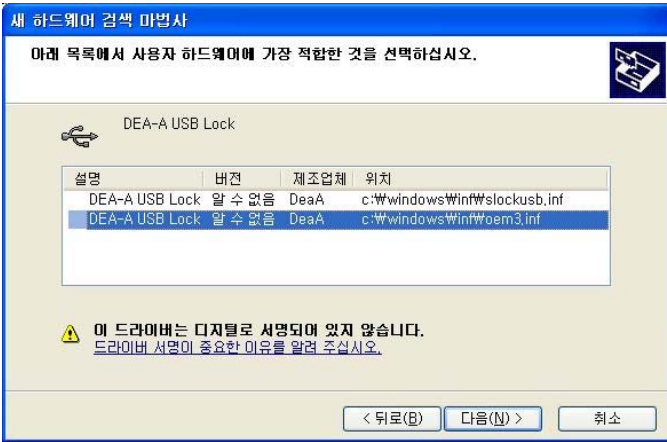 새 하드웨어 검색 마법사
아래 목록에서 사용자 하드웨어에 가장 적합한 것을 선택하십시오.
DEA-A USB Lock
설명 버전 제조업체 위치
DEA-A USB Lock 알 수 없음 DeaA c:₩windows₩inf₩slockusb.inf
DEA-A USB Lock 알 수 없음 DeaA c:₩windows₩inf₩oem3.inf
이 드라이버는 디지털로 서명되어 있지 않습니다.
드라이버 서명이 중요한 이유를 알려 주십시오.
< 뒤로(B) 다음(N) > 취소